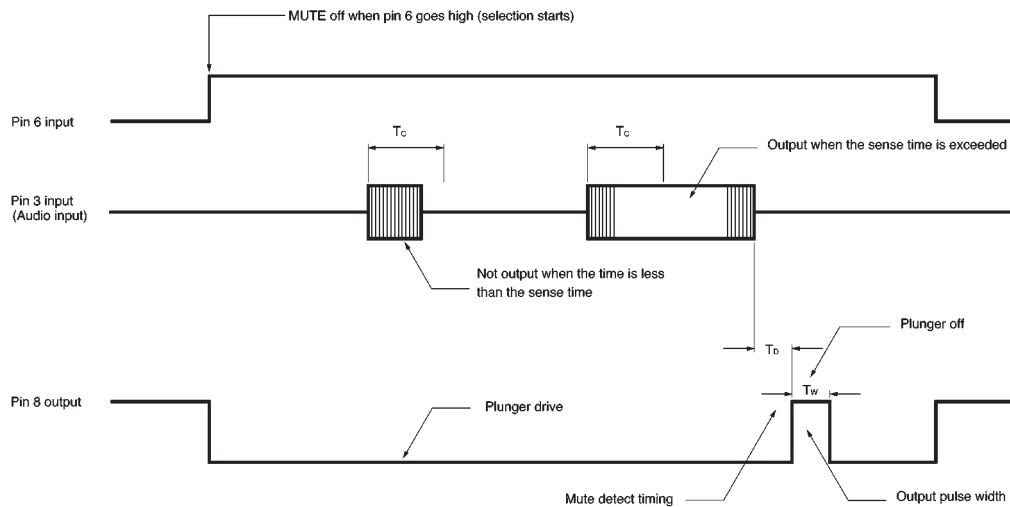 MUTE off when pin 6 goes high (selection starts)
Pin 6 input
Tc
Tc
Output when the sense time is exceeded
Pin 3 input
(Audio input)
Not output when the time is less
than the sense time
Plunger off
TD
TW
Pin 8 output
Plunger drive
Mute detect timing
Output pulse width